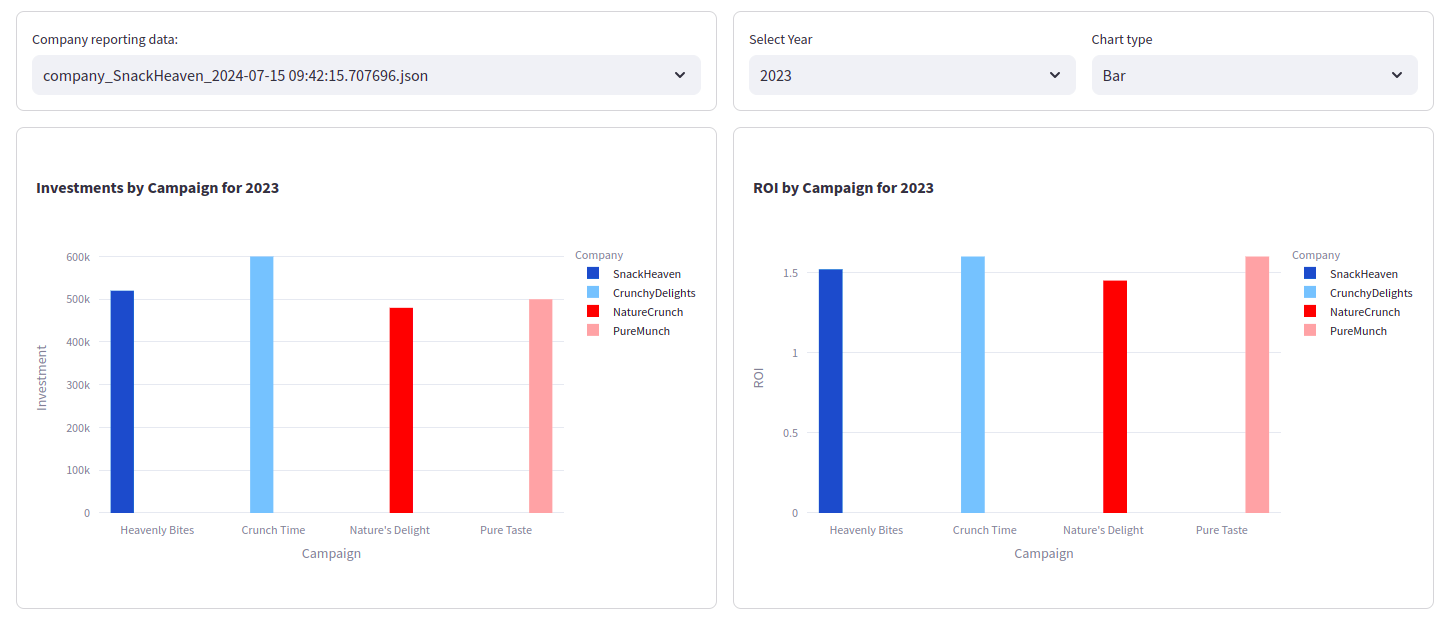 Company reporting data:
company_SnackHeaven_2024-07-15 09:42:15.707696.json
Select Year
2023
Chart type
Bar
Investments by Campaign for 2023
Investment
600k
500k
400k
300k
200k
100k
0
Heavenly Bites
Crunch Time
Nature's Delight
Pure Taste
Campaign
Company
SnackHeaven
CrunchyDelights
NatureCrunch
PureMunch
ROI by Campaign for 2023
ROI
1.5
1
0.5
0
Heavenly Bites
Crunch Time
Nature's Delight
Pure Taste
Campaign
Company
SnackHeaven
CrunchyDelights
NatureCrunch
PureMunch